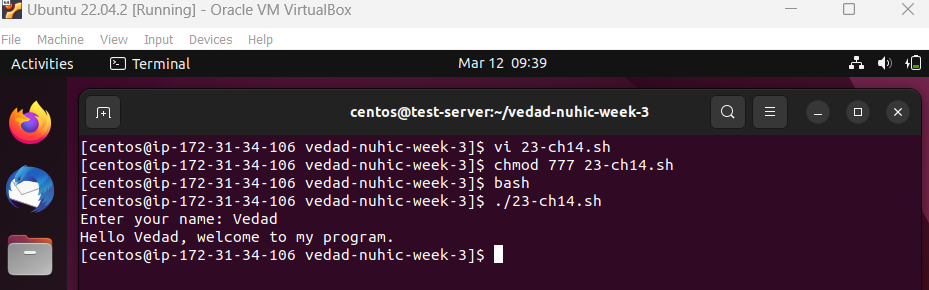 Ubuntu 22.04.2 [Running] - Oracle VM VirtualBox
File Machine View Input Devices Help
Activities Terminal Mar 12 09:39
centos@test-server:~/vedad-nuhic-week-3
[centos@ip-172-31-34-106 vedad-nuhic-week-3]$ vi 23-ch14.sh
[centos@ip-172-31-34-106 vedad-nuhic-week-3]$ chmod 777 23-ch14.sh
[centos@ip-172-31-34-106 vedad-nuhic-week-3]$ bash
[centos@ip-172-31-34-106 vedad-nuhic-week-3]$ ./23-ch14.sh
Enter your name: Vedad
Hello Vedad, welcome to my program.
[centos@ip-172-31-34-106 vedad-nuhic-week-3]$